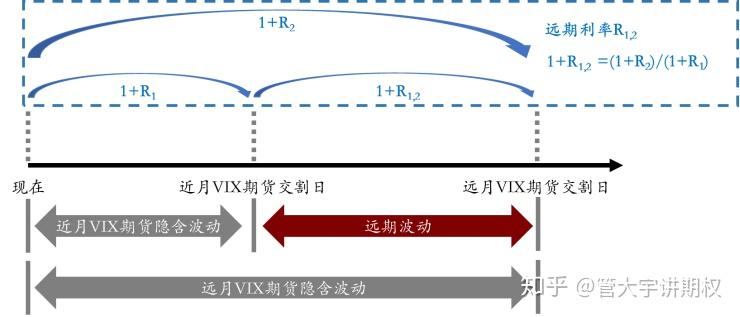 1+R₂
远期利率R₁,₂
1+R₁,₂ =(1+R₂)/(1+R₁)
1+R₁
1+R₁,₂
现在
近月VIX期货交割日
远月VIX期货交割日
近月VIX期货隐含波动
远期波动
远月VIX期货隐含波动
知乎 @管大宇讲期权